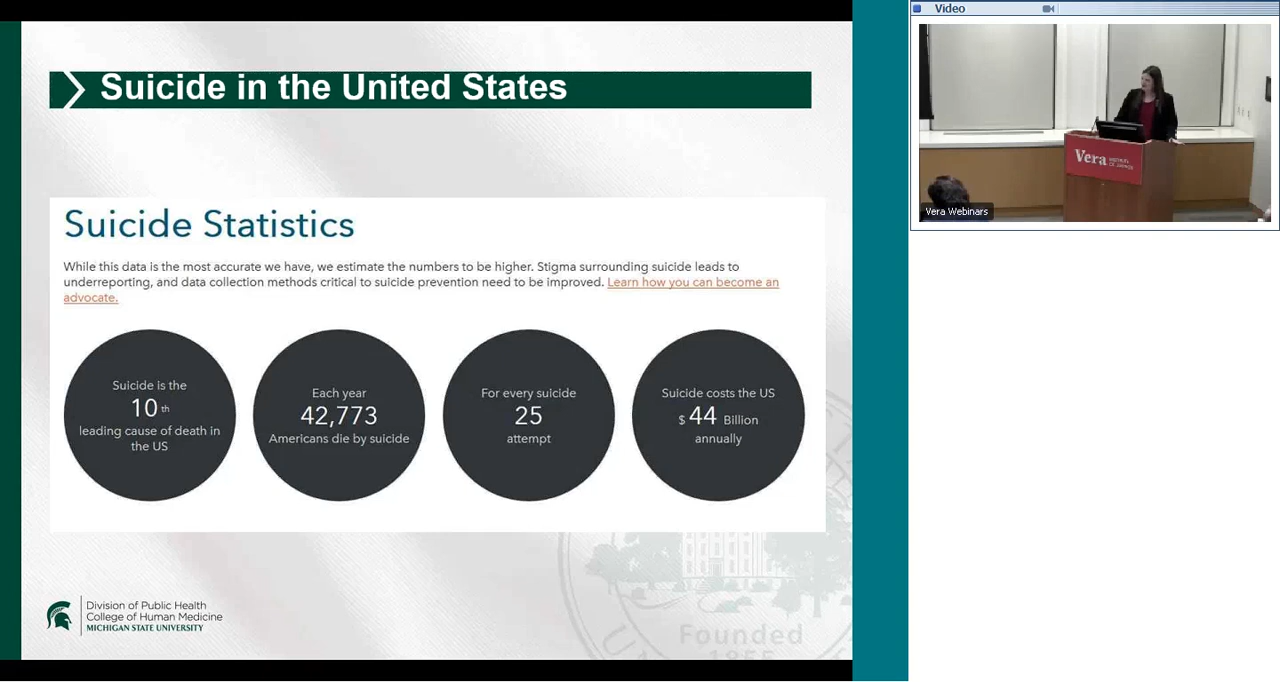 Suicide in the United States
Suicide Statistics
While this data is the most accurate we have, we estimate the numbers to be higher. Stigma surrounding suicide leads to
underreporting, and data collection methods critical to suicide prevention need to be improved. Learn how you can become an
advocate.
Suicide is the
10 th
leading cause of death in
the US
Each year
42,773
Americans die by suicide
For every suicide
25
attempt
Suicide costs the US
$ 44 Billion
annually
Division of Public Health
College of Human Medicine
MICHIGAN STATE UNIVERSITY
Founded
1855
Video
Vera INSTITUTE
OF JUSTICE
Vera Webinars